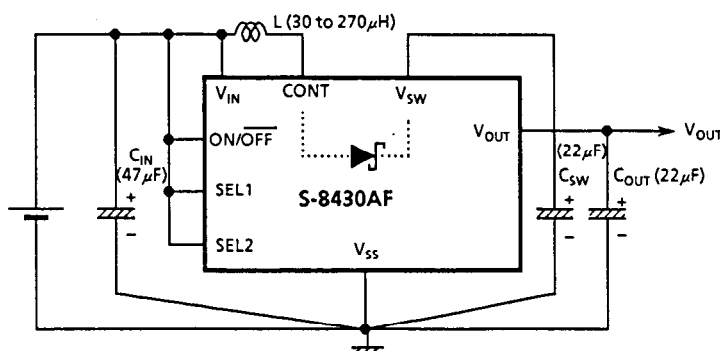 L (30 to 270μH)
VIN
CONT
VSW
VOUT
VOUT
ON/OFF
CIN
(47μF)
SEL1
SEL2
S-8430AF
(22μF)
CSW
COUT (22μF)
+
−
+
−
+
−
VSS